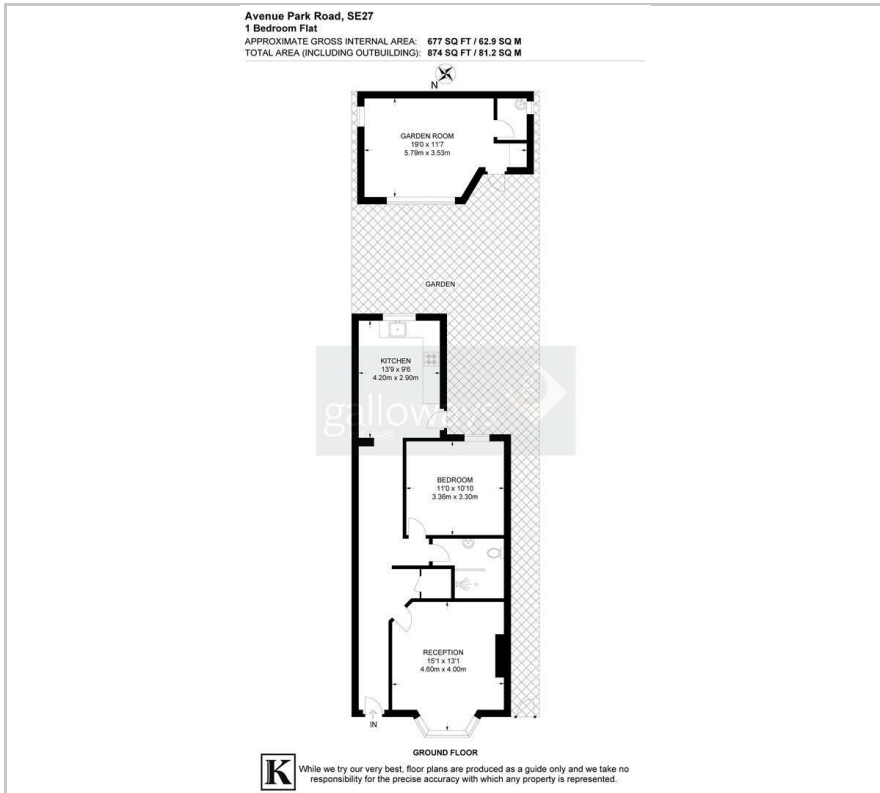 Avenue Park Road, SE27
1 Bedroom Flat
APPROXIMATE GROSS INTERNAL AREA: 677 SQ FT / 62.9 SQ M
TOTAL AREA (INCLUDING OUTBUILDING): 874 SQ FT / 81.2 SQ M
N
GARDEN ROOM
19'0 x 11'7
5.79m x 3.53m
GARDEN
KITCHEN
13'9 x 9'6
4.20m x 2.90m
galloways
BEDROOM
11'0 x 10'10
3.36m x 3.30m
RECEPTION
15'1 x 13'1
4.60m x 4.00m
IN
GROUND FLOOR
K
While we try our very best, floor plans are produced as a guide only and we take no
responsibility for the precise accuracy with which any property is represented.